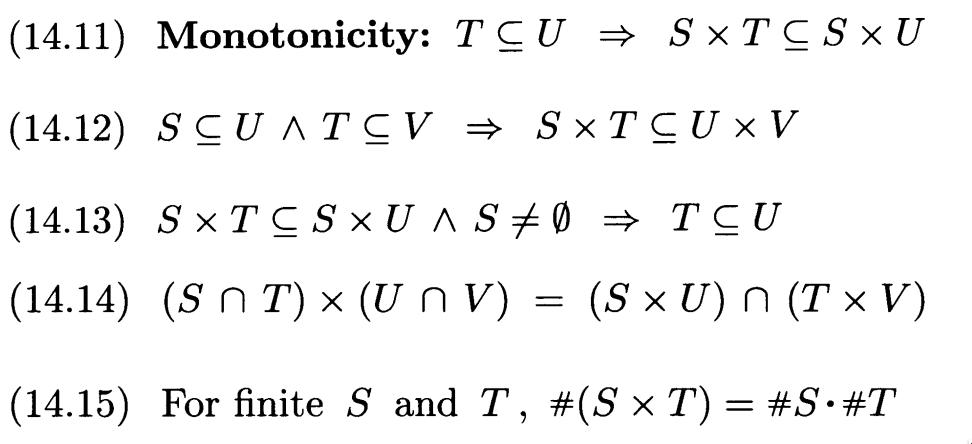 (14.11) Monotonicity: T ⊆ U ⇒ S × T ⊆ S × U
(14.12) S ⊆ U ∧ T ⊆ V ⇒ S × T ⊆ U × V
(14.13) S × T ⊆ S × U ∧ S ≠ ∅ ⇒ T ⊆ U
(14.14) (S ∩ T) × (U ∩ V) = (S × U) ∩ (T × V)
(14.15) For finite S and T, #(S × T) = #S · #T